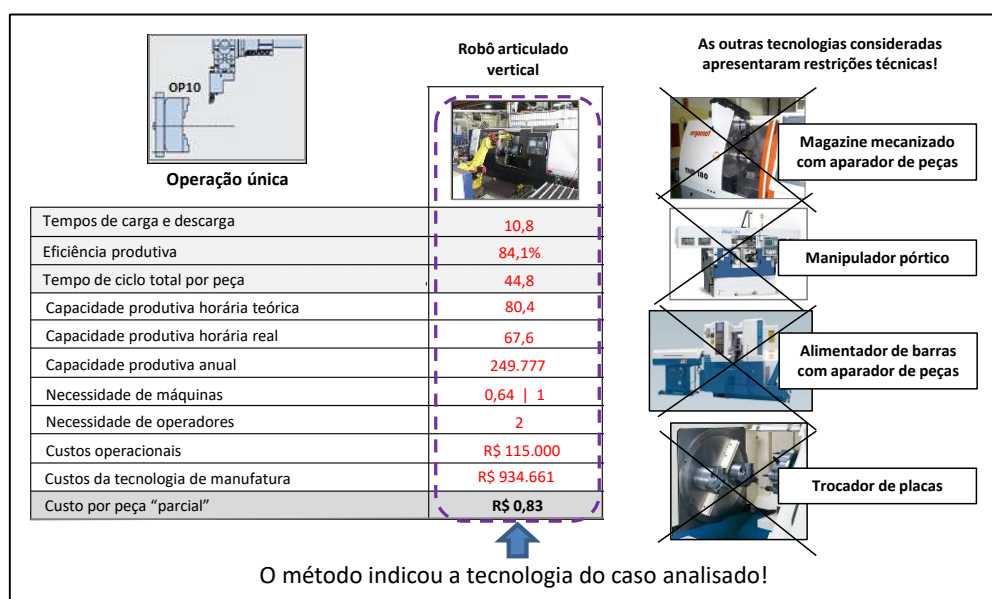 OP10
Operação única
Robô articulado
vertical
As outras tecnologias consideradas
apresentaram restrições técnicas!
Tempos de carga e descarga 10,8
Eficiência produtiva 84,1%
Tempo de ciclo total por peça 44,8
Capacidade produtiva horária teórica 80,4
Capacidade produtiva horária real 67,6
Capacidade produtiva anual 249.777
Necessidade de máquinas 0,64 | 1
Necessidade de operadores 2
Custos operacionais R$ 115.000
Custos da tecnologia de manufatura R$ 934.661
Custo por peça “parcial” R$ 0,83
Magazine mecanizado
com aparador de peças
Manipulador pórtico
Alimentador de barras
com aparador de peças
Trocador de placas
O método indicou a tecnologia do caso analisado!